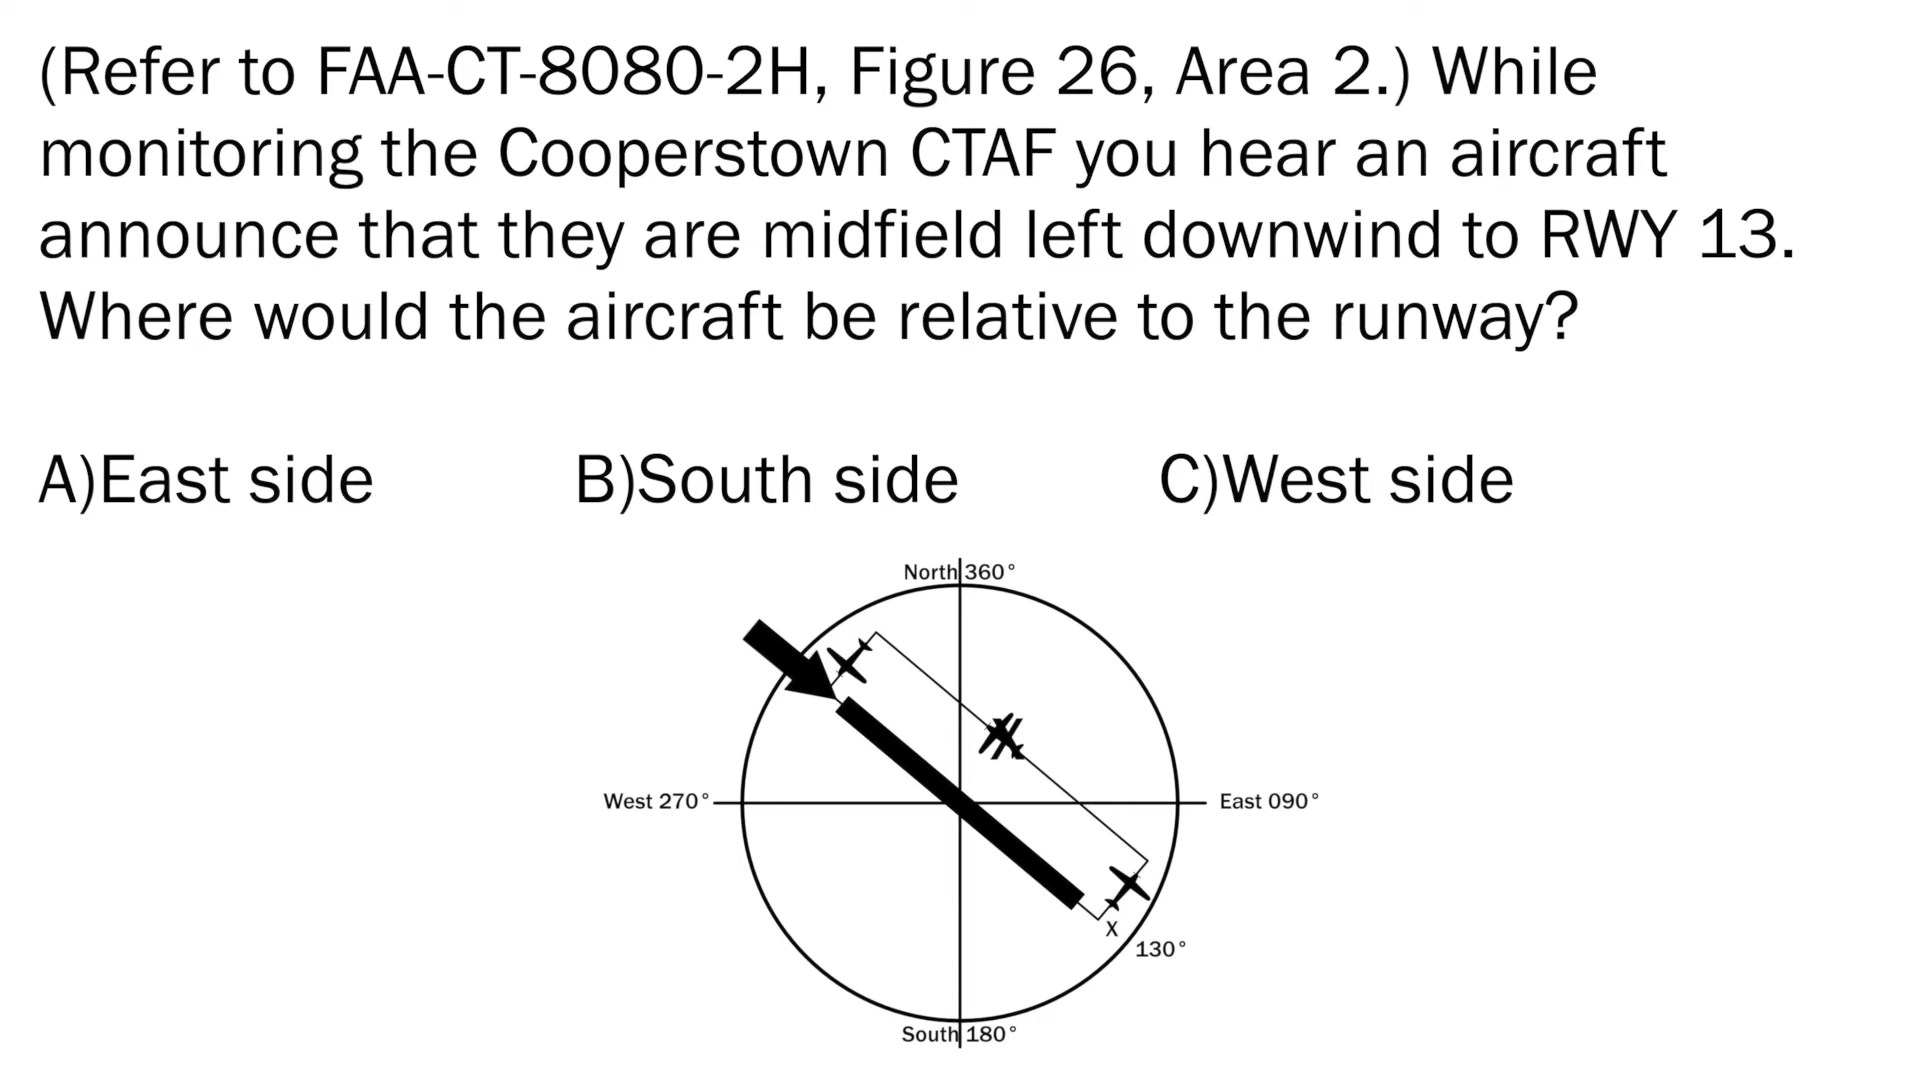 (Refer to FAA-CT-8080-2H, Figure 26, Area 2.) While
monitoring the Cooperstown CTAF you hear an aircraft
announce that they are midfield left downwind to RWY 13.
Where would the aircraft be relative to the runway?
A)East side B)South side C)West side
North 360°
West 270° East 090°
X
130°
South 180°